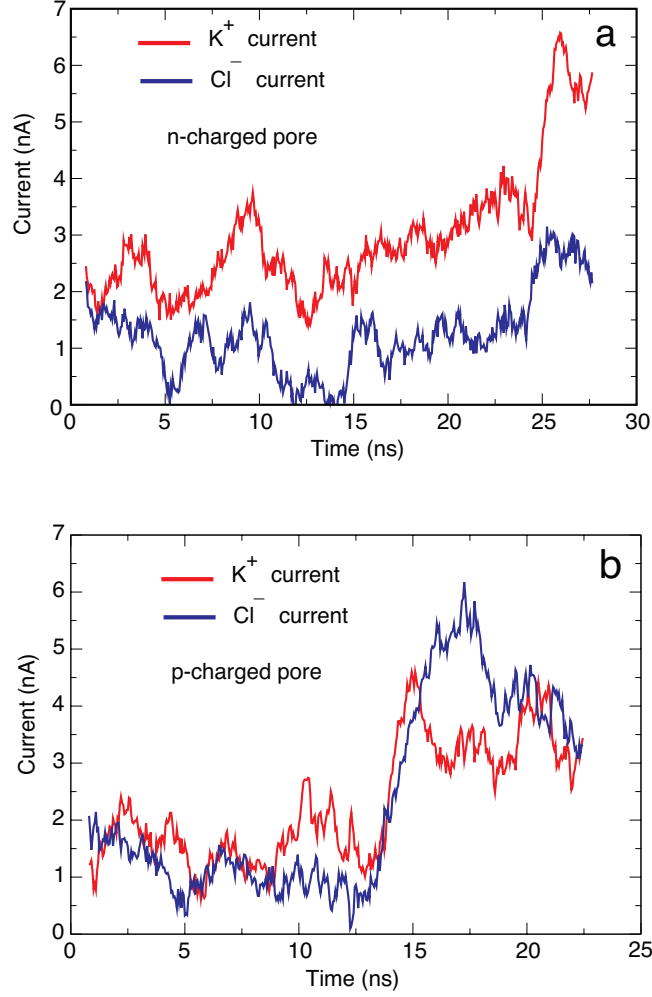 7
6
5
4
3
2
1
0
Current (nA)
a
K+ current
Cl− current
n-charged pore
0 5 10 15 20 25 30
Time (ns)
7
6
5
4
3
2
1
0
Current (nA)
b
K+ current
Cl− current
p-charged pore
0 5 10 15 20 25
Time (ns)